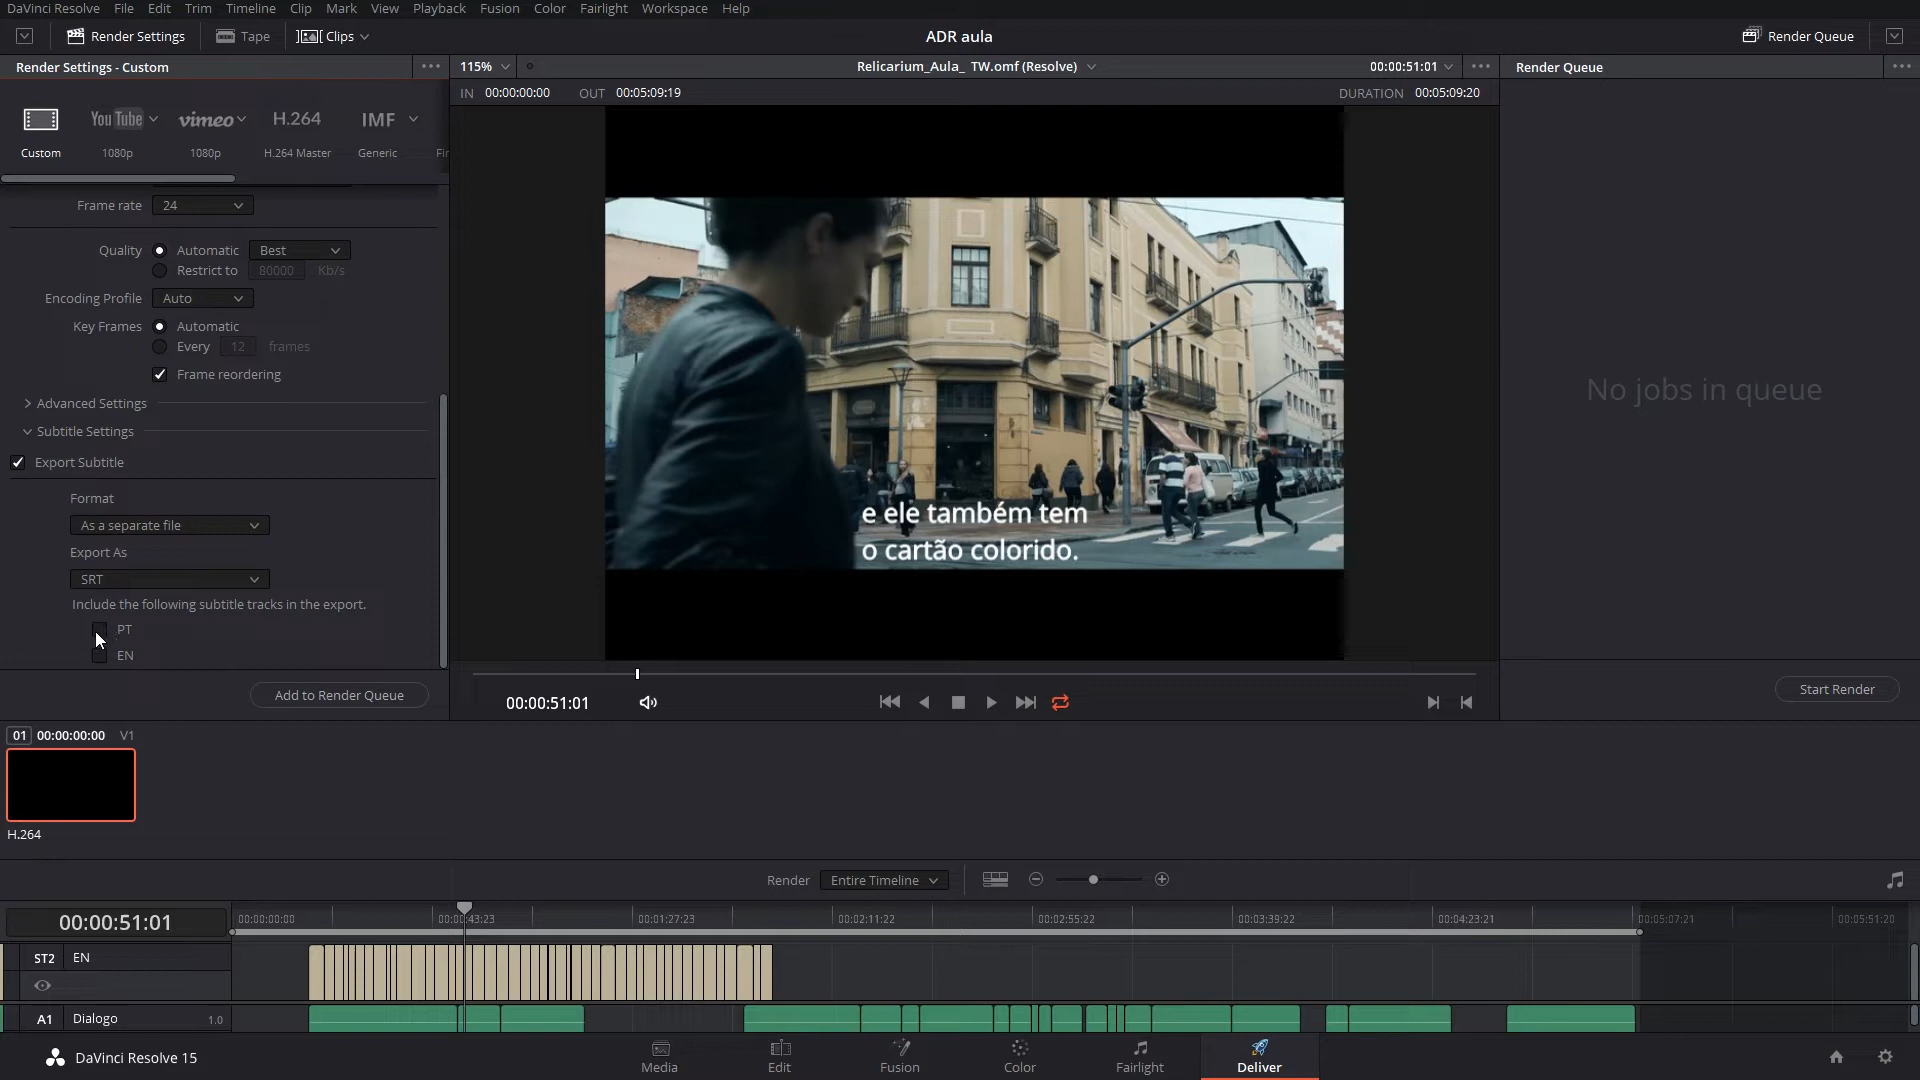 DaVinci Resolve File Edit Trim Timeline Clip Mark View Playback Fusion Color Fairlight Workspace Help
Render Settings Tape Clips ADR aula Render Queue
Render Settings - Custom 115% Relicarium_Aula_ TW.omf (Resolve) 00:00:51:01 Render Queue
IN 00:00:00:00 OUT 00:05:09:19 DURATION 00:05:09:20
YouTube vimeo H.264 IMF
Custom 1080p 1080p H.264 Master Generic Fir
Frame rate 24
Quality Automatic Best
Restrict to 80000 Kb/s
Encoding Profile Auto
Key Frames Automatic
Every 12 frames
Frame reordering
Advanced Settings
Subtitle Settings
Export Subtitle
Format
As a separate file
Export As
SRT
Include the following subtitle tracks in the export.
PT
EN
Add to Render Queue
e ele também tem
o cartão colorido.
00:00:51:01
No jobs in queue
Start Render
01 00:00:00:00 V1
H.264
Render Entire Timeline
00:00:51:01 00:00:00:00 00:00:43:23 00:01:27:23 00:02:11:22 00:02:55:22 00:03:39:22 00:04:23:21 00:05:07:21 00:05:51:20
ST2 EN
A1 Dialogo 1.0
DaVinci Resolve 15 Media Edit Fusion Color Fairlight Deliver